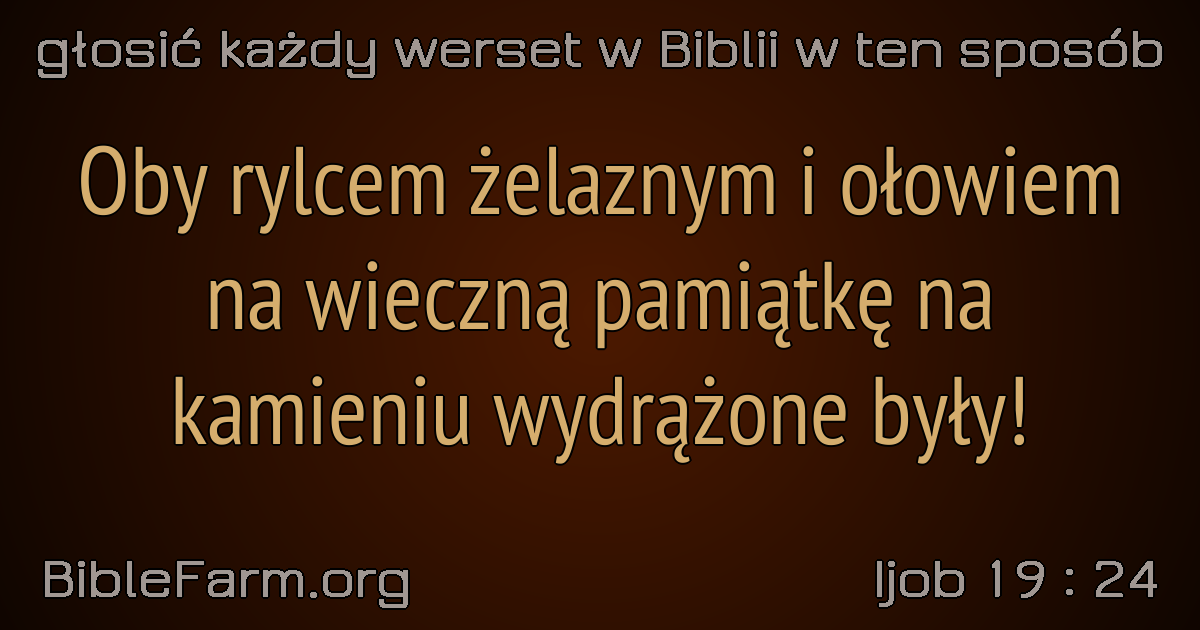 głosić każdy werset w Biblii w ten sposób
Oby rylcem żelaznym i ołowiem
na wieczną pamiątkę na
kamieniu wydrążone były!
BibleFarm.org
Ijob 19 : 24